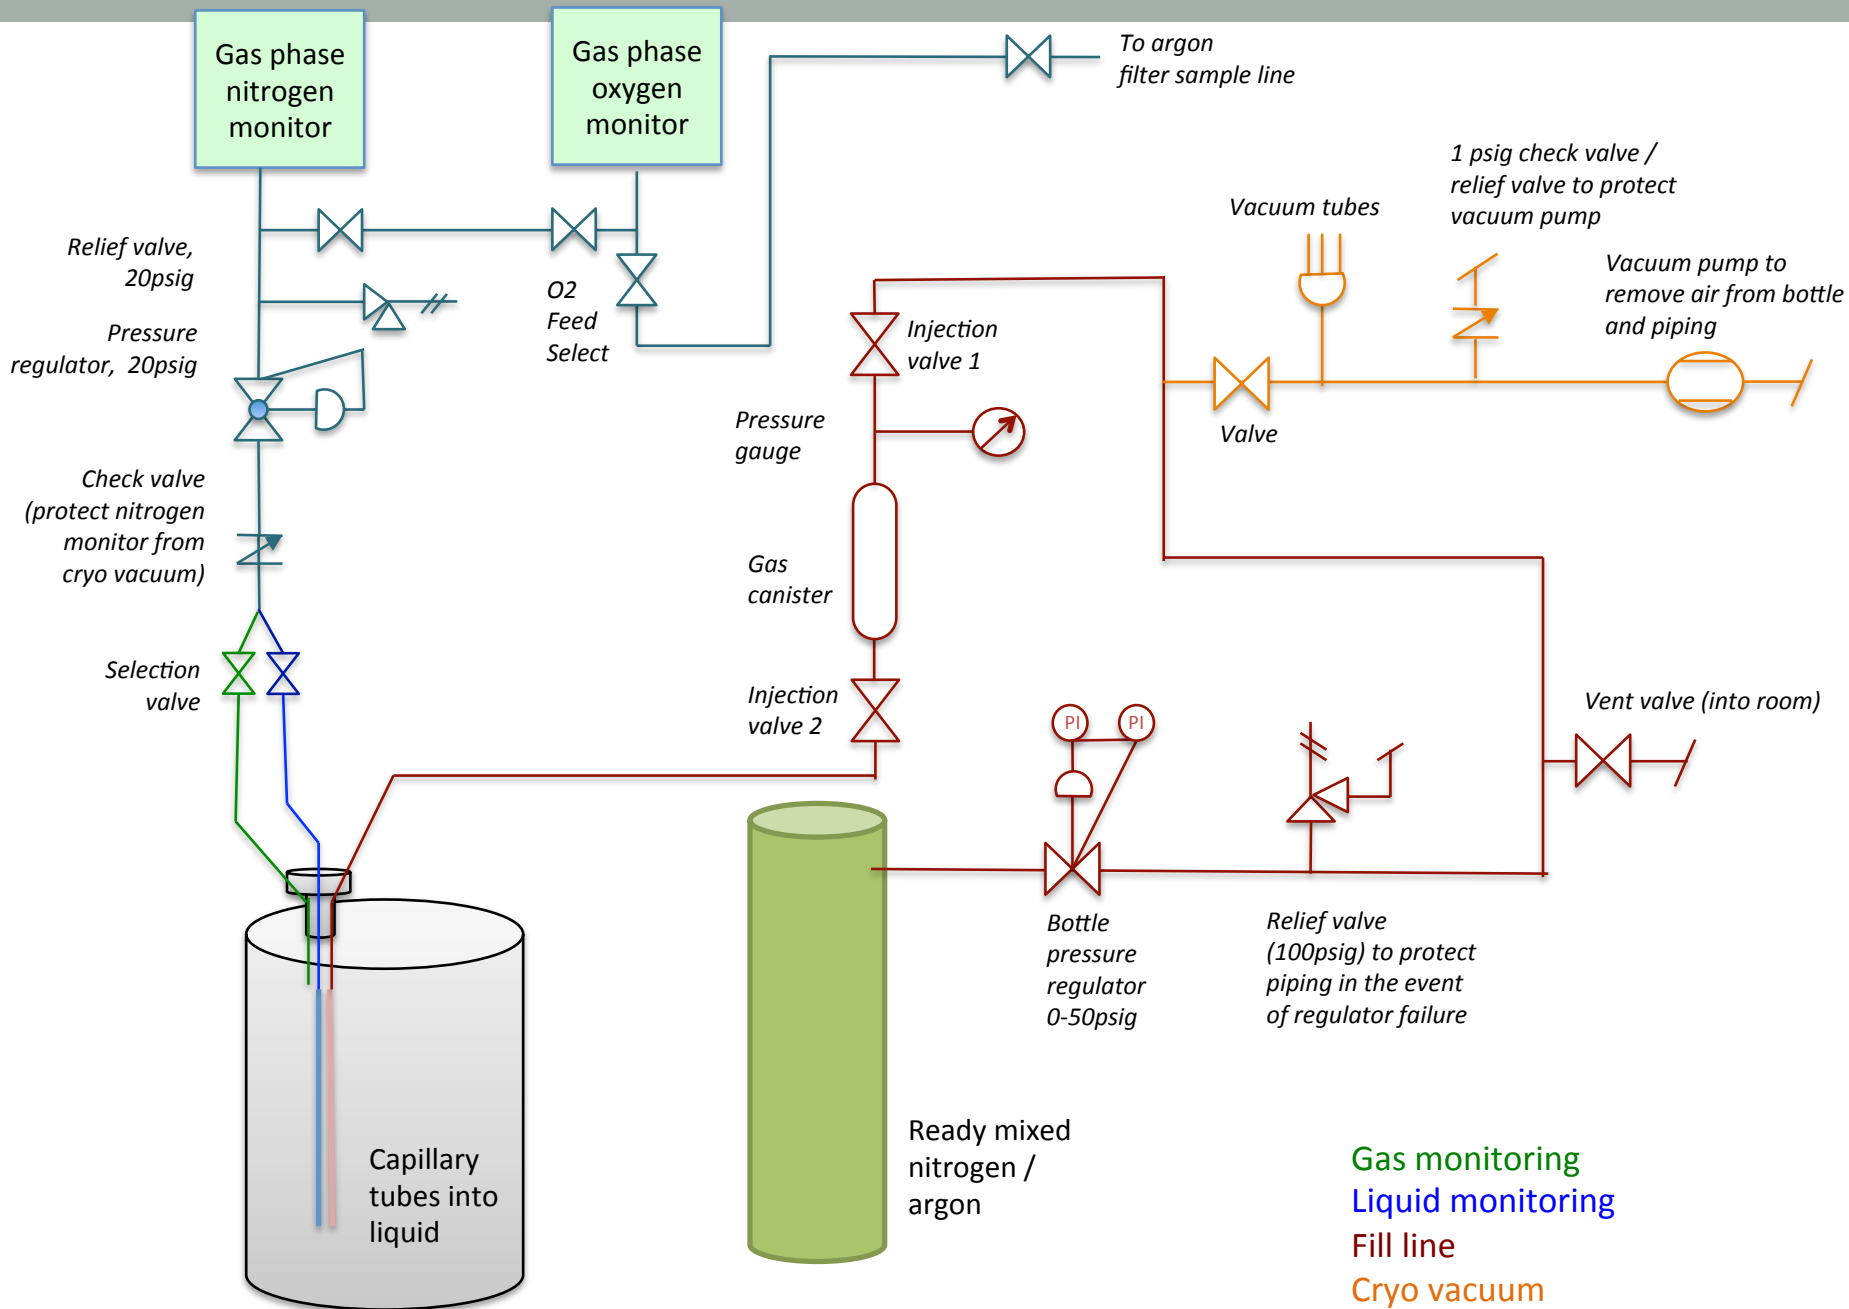 Gas phase
nitrogen
monitor
Gas phase
oxygen
monitor
To argon
filter sample line
1 psig check valve /
relief valve to protect
vacuum pump
Vacuum tubes
Vacuum pump to
remove air from bottle
and piping
Relief valve,
20psig
O2
Feed
Select
Pressure
regulator, 20psig
Injection
valve 1
Pressure
gauge
Valve
Check valve
(protect nitrogen
monitor from
cryo vacuum)
Gas
canister
Selection
valve
Injection
valve 2
PI
PI
Vent valve (into room)
Bottle
pressure
regulator
0-50psig
Relief valve
(100psig) to protect
piping in the event
of regulator failure
Capillary
tubes into
liquid
Ready mixed
nitrogen /
argon
Gas monitoring
Liquid monitoring
Fill line
Cryo vacuum